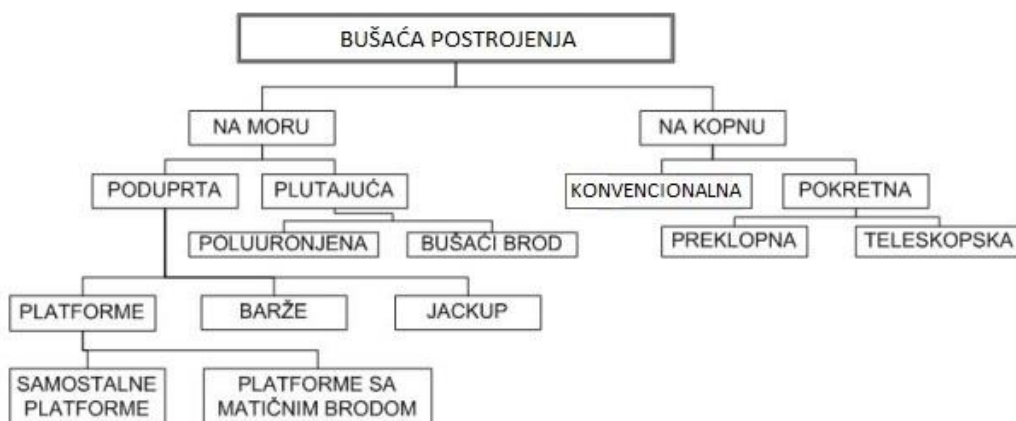 BUŠAĆA POSTROJENJA
NA MORU
NA KOPNU
PODUPRTA
PLUTAJUĆA
KONVENCIONALNA
POKRETNA
POLUURONJENA
BUŠAĆI BROD
PREKLOPNA
TELESKOPSKA
PLATFORME
BARŽE
JACKUP
SAMOSTALNE
PLATFORME
PLATFORME SA
MATIČNIM BRODOM